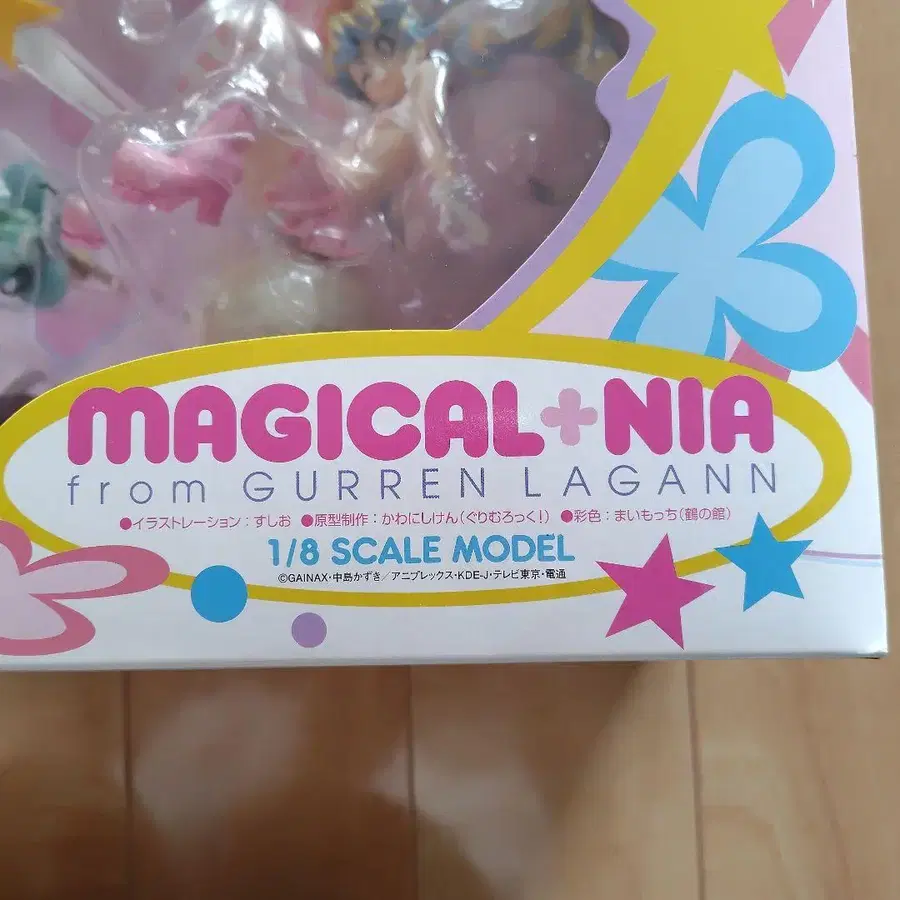 MAGICAL+NIA
from GURREN LAGANN
●イラストレーション：すしお ●原型制作：かわにしけん（ぐりむろっく！） ●彩色：まいもっち（鶴の館）
1/8 SCALE MODEL
©GAINAX・中島かずき／アニプレックス・KDE-J・テレビ東京・電通